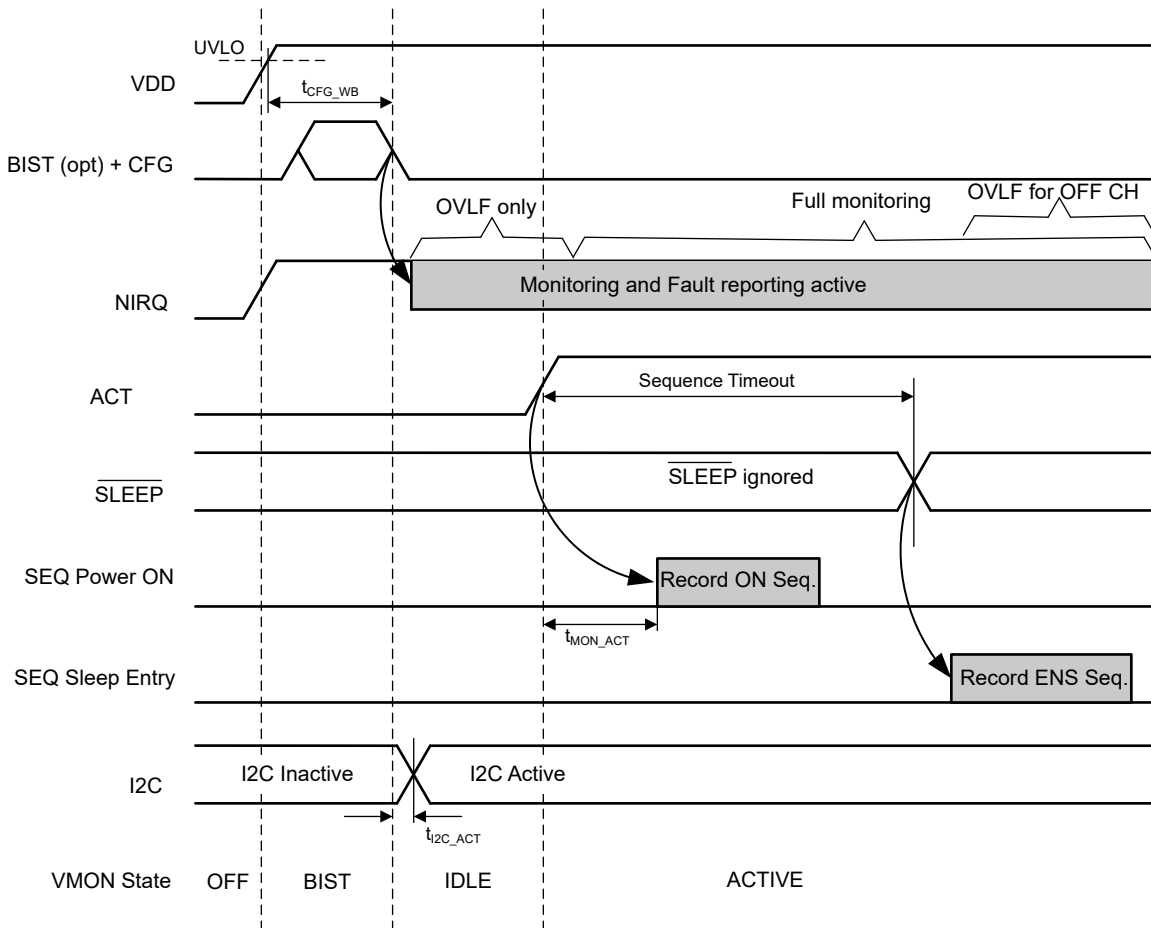 UVLO
VDD
tCFG_WB
BIST (opt) + CFG
OVLF only
Full monitoring
OVLF for OFF CH
NIRQ
Monitoring and Fault reporting active
ACT
Sequence Timeout
SLEEP
SLEEP ignored
SEQ Power ON
Record ON Seq.
tMON_ACT
SEQ Sleep Entry
Record ENS Seq.
I2C
I2C Inactive
I2C Active
tI2C_ACT
VMON State OFF BIST IDLE ACTIVE